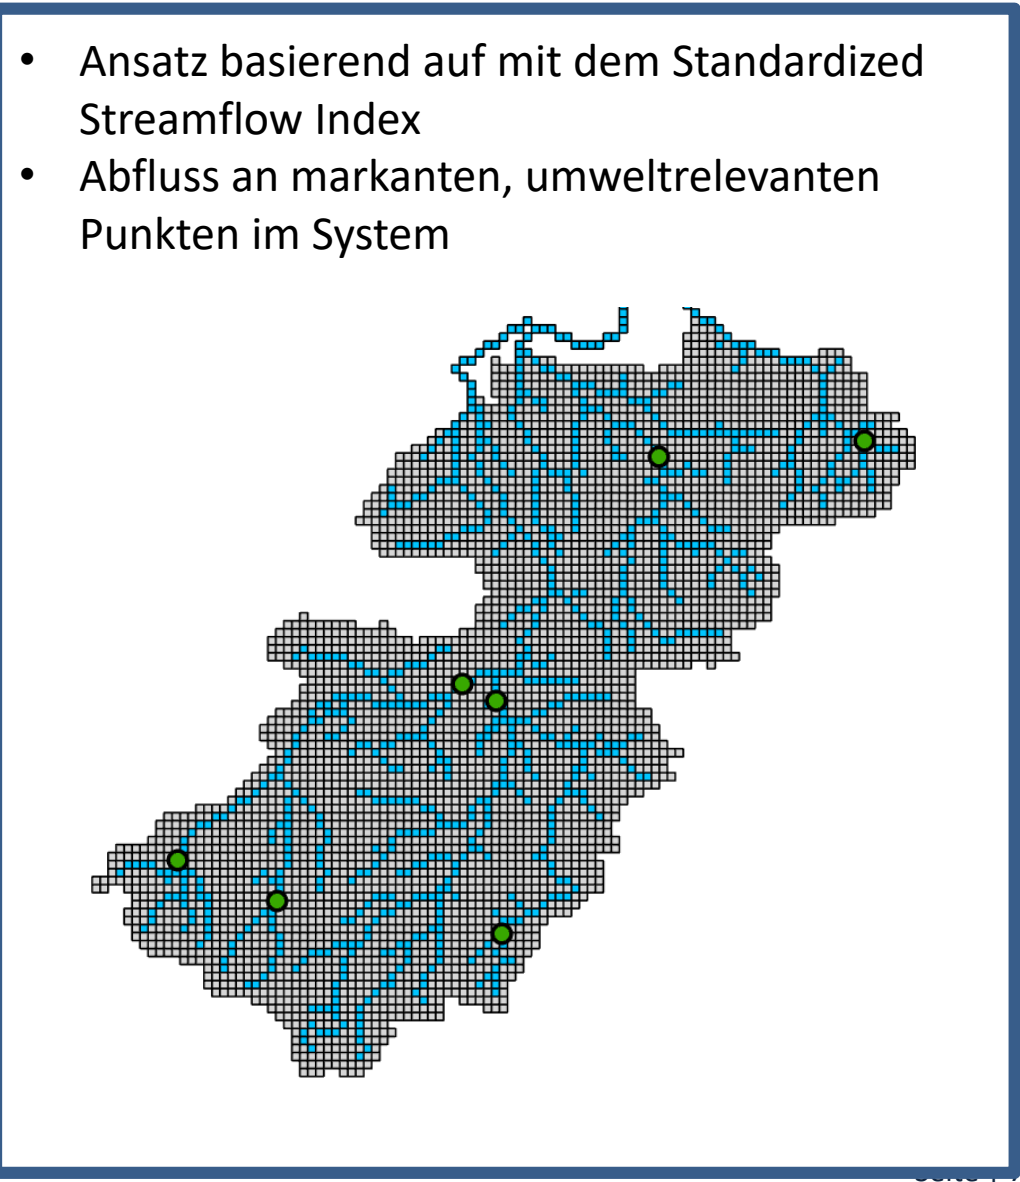 • Ansatz basierend auf mit dem Standardized
Streamflow Index
• Abfluss an markanten, umweltrelevanten
Punkten im System